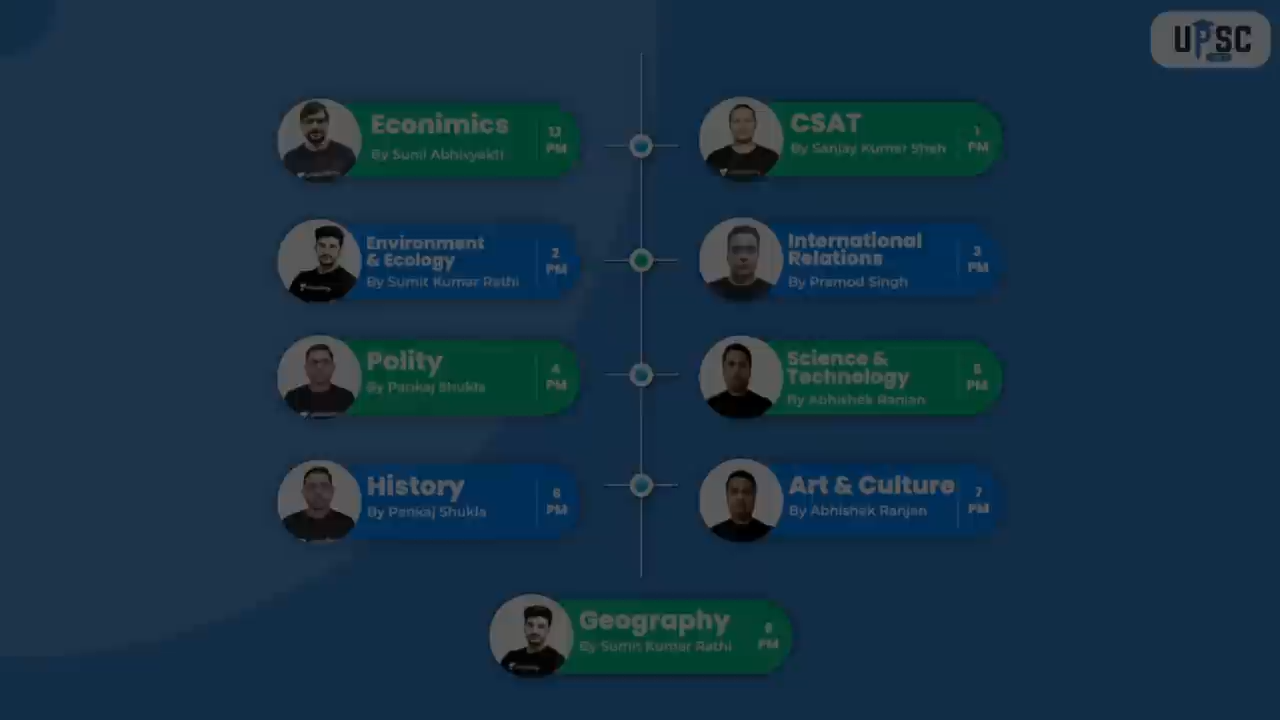 UPSC
Econimics
By Sunil Abhivyakti
12
PM
CSAT
By Sanjay Kumar Shah
1
PM
Environment
& Ecology
By Sumit Kumar Rathi
2
PM
International
Relations
By Pramod Singh
3
PM
Polity
By Pankaj Shukla
4
PM
Science &
Technology
By Abhishek Ranjan
5
PM
History
By Pankaj Shukla
6
PM
Art & Culture
By Abhishek Ranjan
7
PM
Geography
By Sumit Kumar Rathi
PM